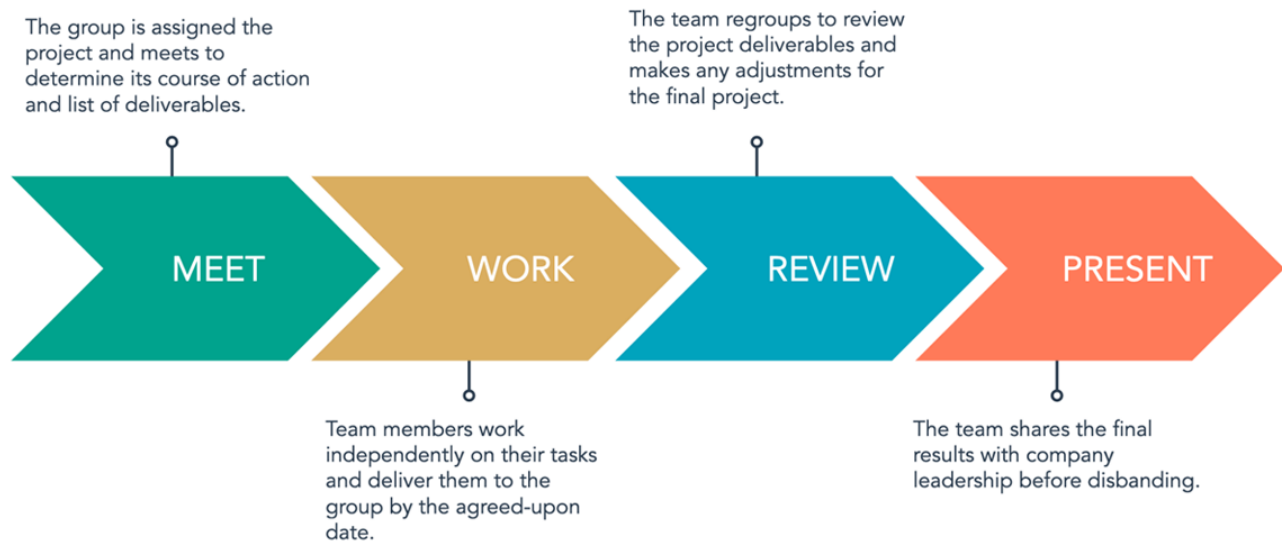 The group is assigned the
project and meets to
determine its course of action
and list of deliverables.
The team regroups to review
the project deliverables and
makes any adjustments for
the final project.
MEET
WORK
REVIEW
PRESENT
Team members work
independently on their tasks
and deliver them to the
group by the agreed-upon
date.
The team shares the final
results with company
leadership before disbanding.